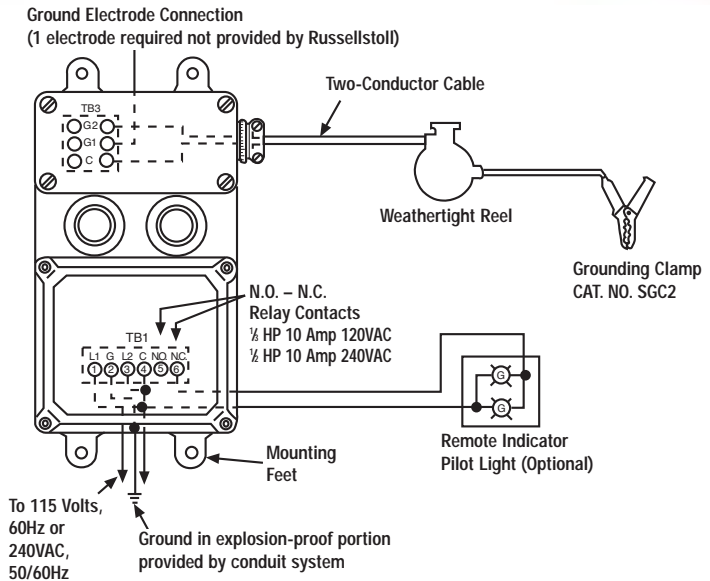 Ground Electrode Connection
(1 electrode required not provided by Russellstoll)
Two-Conductor Cable
TB3
G2
G1
C
Weathertight Reel
Grounding Clamp
CAT. NO. SGC2
N.O. – N.C.
Relay Contacts
⅓ HP 10 Amp 120VAC
½ HP 10 Amp 240VAC
TB1
L1 G L2 C NO. N.C.
1 2 3 4 5 6
G
G
Remote Indicator
Pilot Light (Optional)
Mounting
Feet
To 115 Volts,
60Hz or
240VAC,
50/60Hz
Ground in explosion-proof portion
provided by conduit system